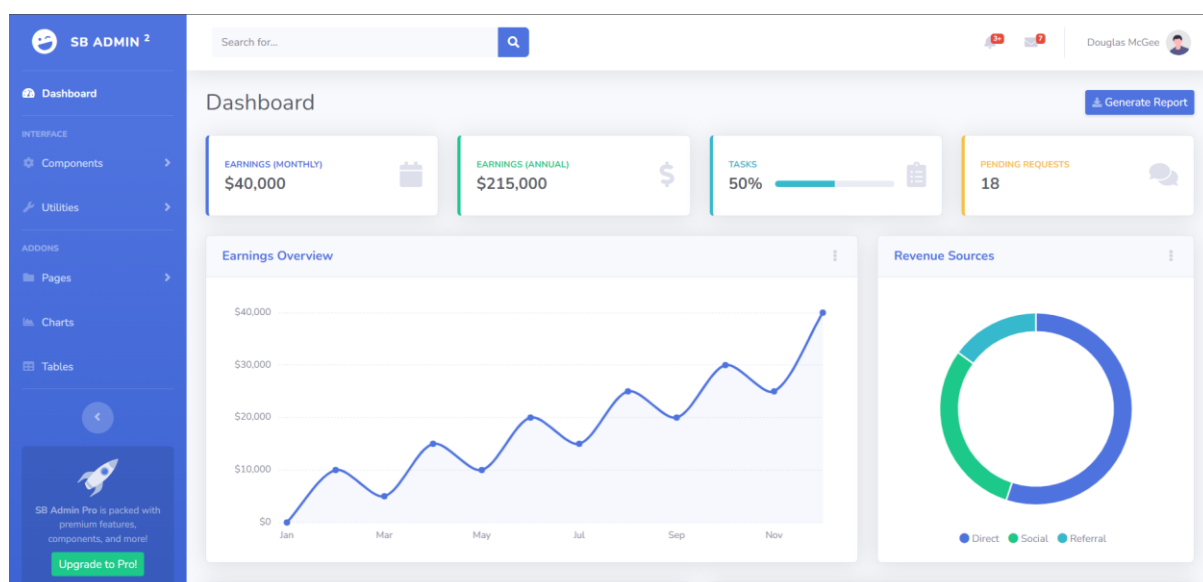 SB ADMIN 2
Dashboard
INTERFACE
Components
Utilities
ADDONS
Pages
Charts
Tables
SB Admin Pro is packed with
premium features,
components, and more!
Upgrade to Pro!
Search for...
3+
7
Douglas McGee
Dashboard
Generate Report
EARNINGS (MONTHLY)
$40,000
EARNINGS (ANNUAL)
$215,000
TASKS
50%
PENDING REQUESTS
18
Earnings Overview
$40,000
$30,000
$20,000
$10,000
$0
Jan Mar May Jul Sep Nov
Revenue Sources
Direct Social Referral